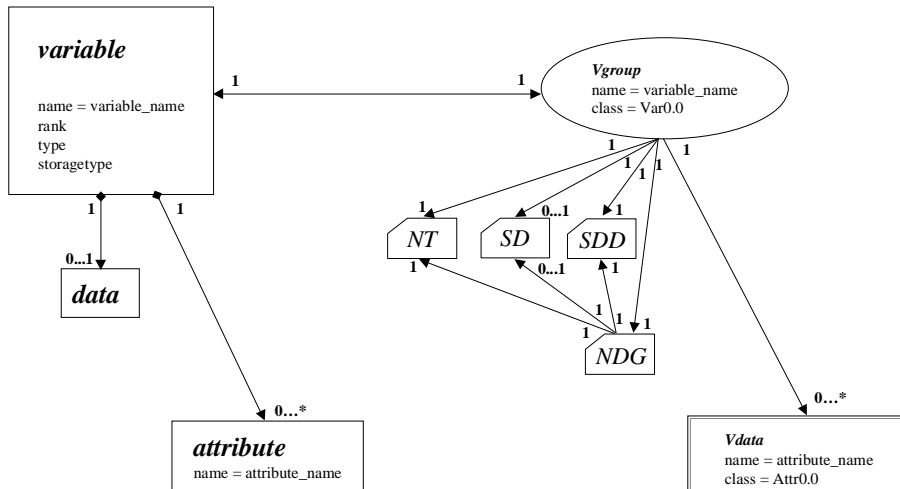 variable
name = variable_name
rank
type
storagetype
1
1
Vgroup
name = variable_name
class = Var0.0
1
1
1
1
1
1
0...1
1
NT
SD
SDD
1
0...1
1
1
1
1
1
NDG
1
1
0...1
data
0...*
attribute
name = attribute_name
0...*
Vdata
name = attribute_name
class = Attr0.0